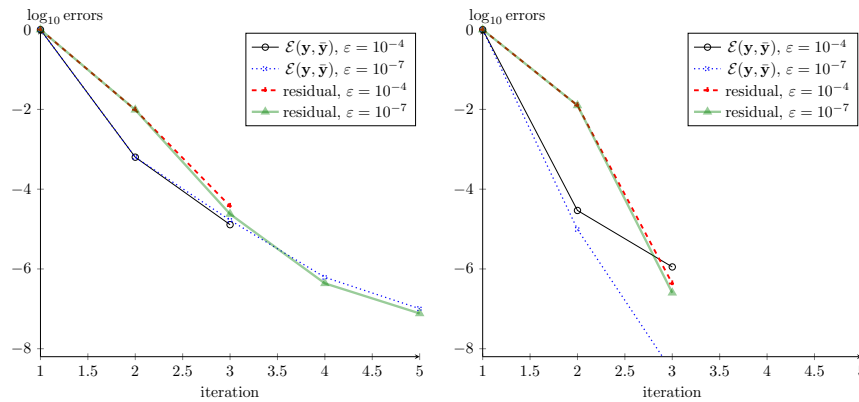 log₁₀ errors
0
−2
−4
−6
−8
1 1.5 2 2.5 3 3.5 4 4.5 5
iteration
ℰ(y, ȳ), ε = 10⁻⁴
ℰ(y, ȳ), ε = 10⁻⁷
residual, ε = 10⁻⁴
residual, ε = 10⁻⁷
log₁₀ errors
0
−2
−4
−6
−8
1 1.5 2 2.5 3 3.5 4 4.5
iteration
ℰ(y, ȳ), ε = 10⁻⁴
ℰ(y, ȳ), ε = 10⁻⁷
residual, ε = 10⁻⁴
residual, ε = 10⁻⁷